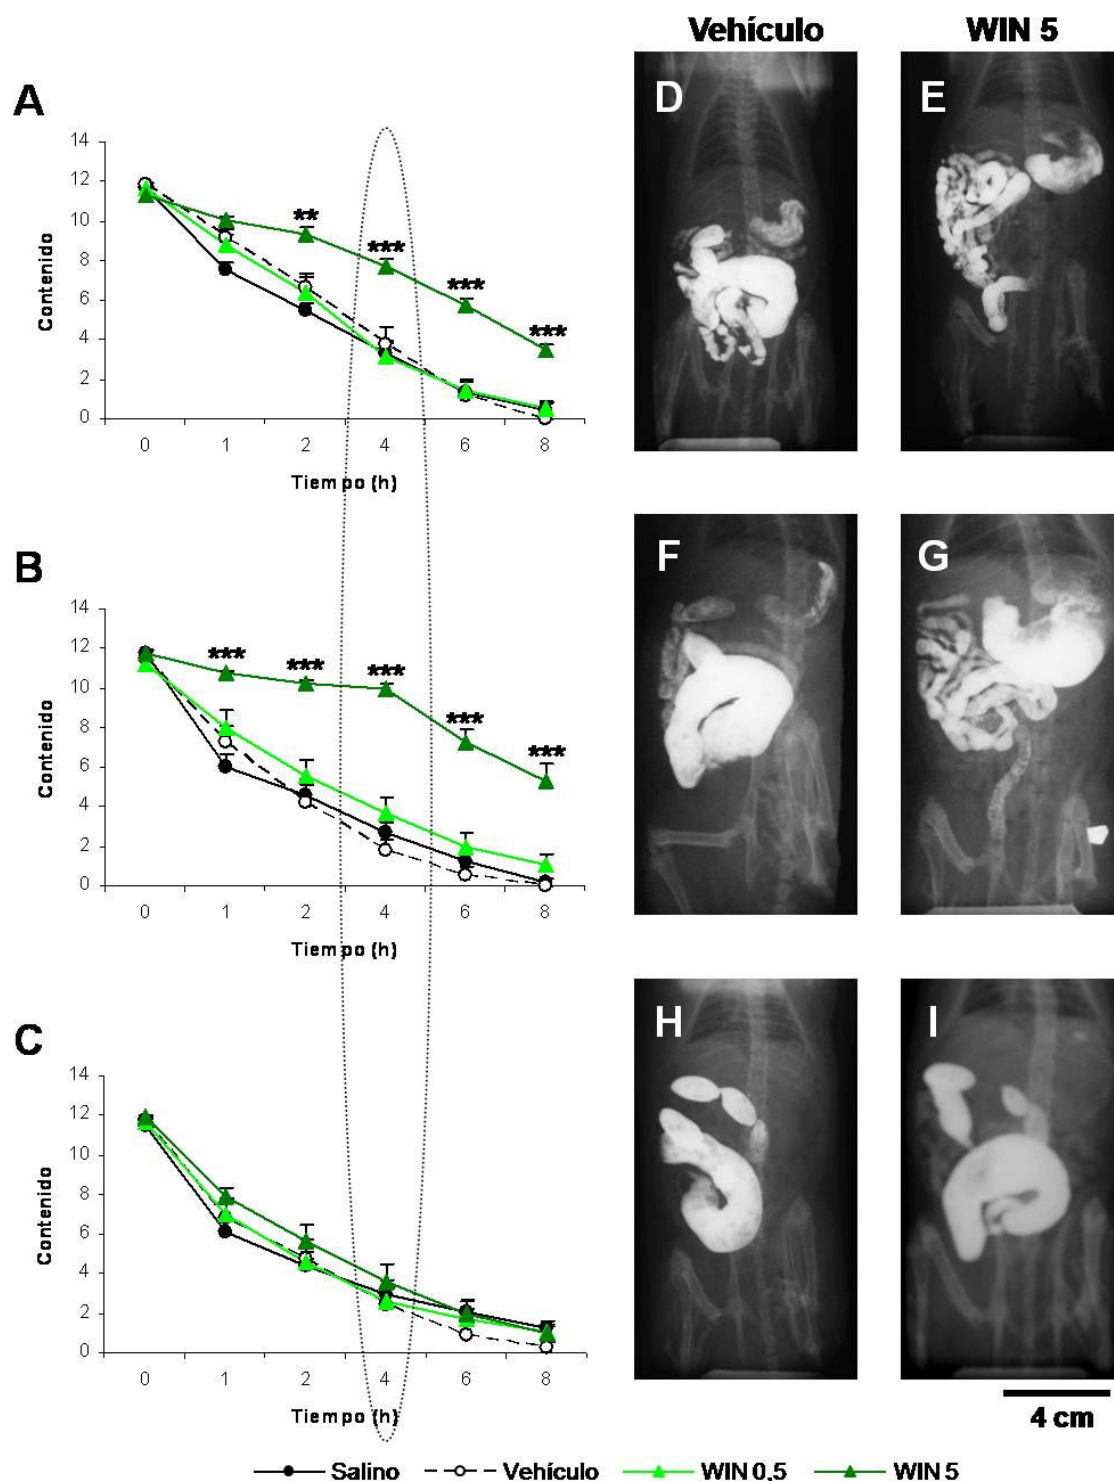 Vehículo WIN 5
A
Contenido
14
12
10
8
6
4
2
0
** *** *** ***
0 1 2 4 6 8
Tiempo (h)
D
E
B
Contenido
14
12
10
8
6
4
2
0
*** *** *** *** ***
0 1 2 4 6 8
Tiempo (h)
F
G
C
Contenido
14
12
10
8
6
4
2
0
0 1 2 4 6 8
Tiempo (h)
H
I
4 cm
Salino Vehículo WIN 0,5 WIN 5